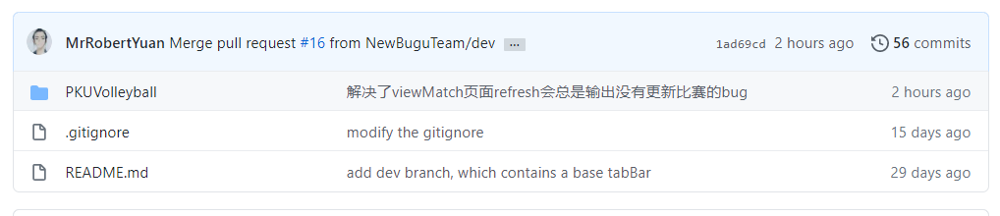 MrRobertYuan Merge pull request #16 from NewBuguTeam/dev ... 1ad69cd 2 hours ago 56 commits
PKUVolleyball 解决了viewMatch页面refresh会总是输出没有更新比赛的bug 2 hours ago
.gitignore modify the gitignore 15 days ago
README.md add dev branch, which contains a base tabBar 29 days ago